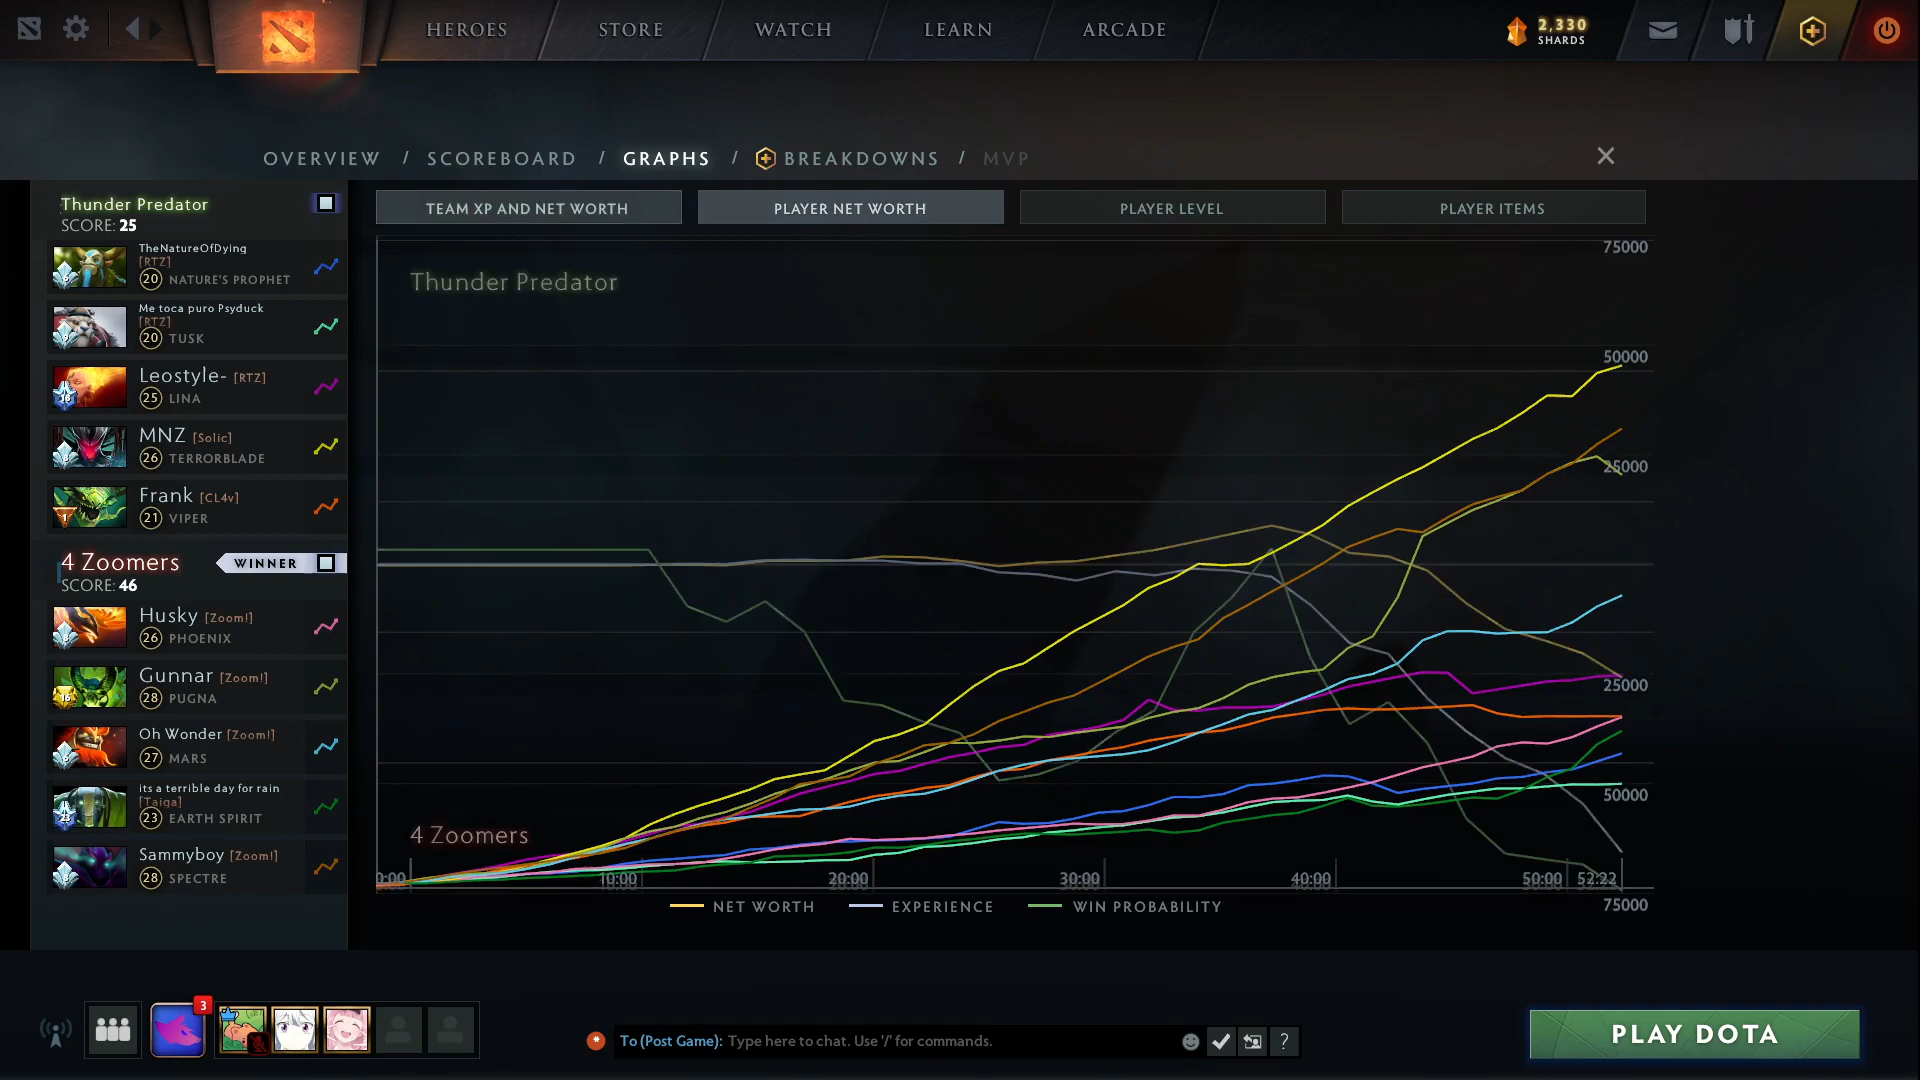 HEROES
STORE
WATCH
LEARN
ARCADE
2,330
SHARDS
OVERVIEW / SCOREBOARD / GRAPHS / BREAKDOWNS / MVP
Thunder Predator
SCORE: 25
TheNatureOfDying
[RTZ]
20 NATURE'S PROPHET
Me toca puro Psyduck
[RTZ]
20 TUSK
Leostyle- [RTZ]
25 LINA
MNZ [Solic]
26 TERRORBLADE
Frank [CL4v]
21 VIPER
4 Zoomers
WINNER
SCORE: 46
Husky [Zoom!]
26 PHOENIX
Gunnar [Zoom!]
28 PUGNA
Oh Wonder [Zoom!]
27 MARS
its a terrible day for rain
[Taiga]
23 EARTH SPIRIT
Sammyboy [Zoom!]
28 SPECTRE
TEAM XP AND NET WORTH
PLAYER NET WORTH
PLAYER LEVEL
PLAYER ITEMS
75000
Thunder Predator
50000
25000
25000
50000
4 Zoomers
0:00 10:00 20:00 30:00 40:00 50:00 52:22
75000
NET WORTH
EXPERIENCE
WIN PROBABILITY
3
To (Post Game): Type here to chat. Use '/' for commands.
?
PLAY DOTA